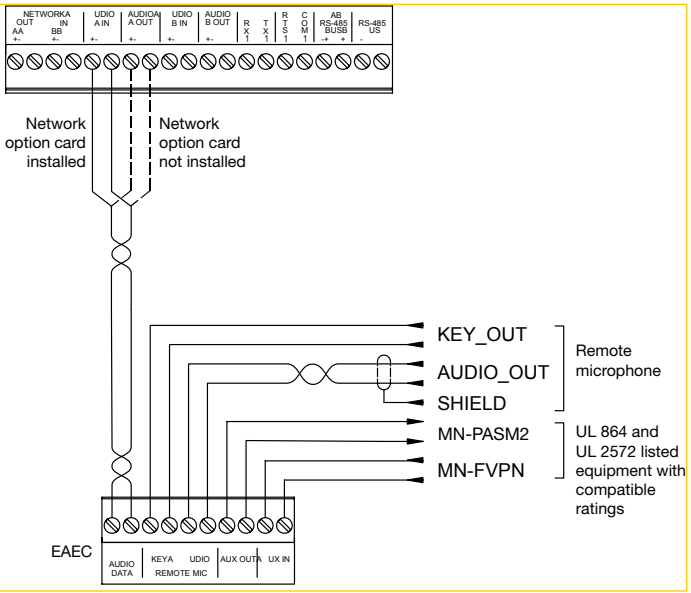 NETWORKA UDIO AUDIOA UDIO AUDIO R T R C AB
OUT IN A IN A OUT B IN B OUT X X T O RS-485 RS-485
AA BB 1 1 S M BUSB US
+- +- +- +- +- +- 1 1 -+ + -
Network
option card
installed
Network
option card
not installed
KEY_OUT
AUDIO_OUT
SHIELD
Remote
microphone
MN-PASM2
MN-FVPN
UL 864 and
UL 2572 listed
equipment with
compatible
ratings
EAEC
AUDIO
DATA
KEYA UDIO
REMOTE MIC
AUX OUTA UX IN